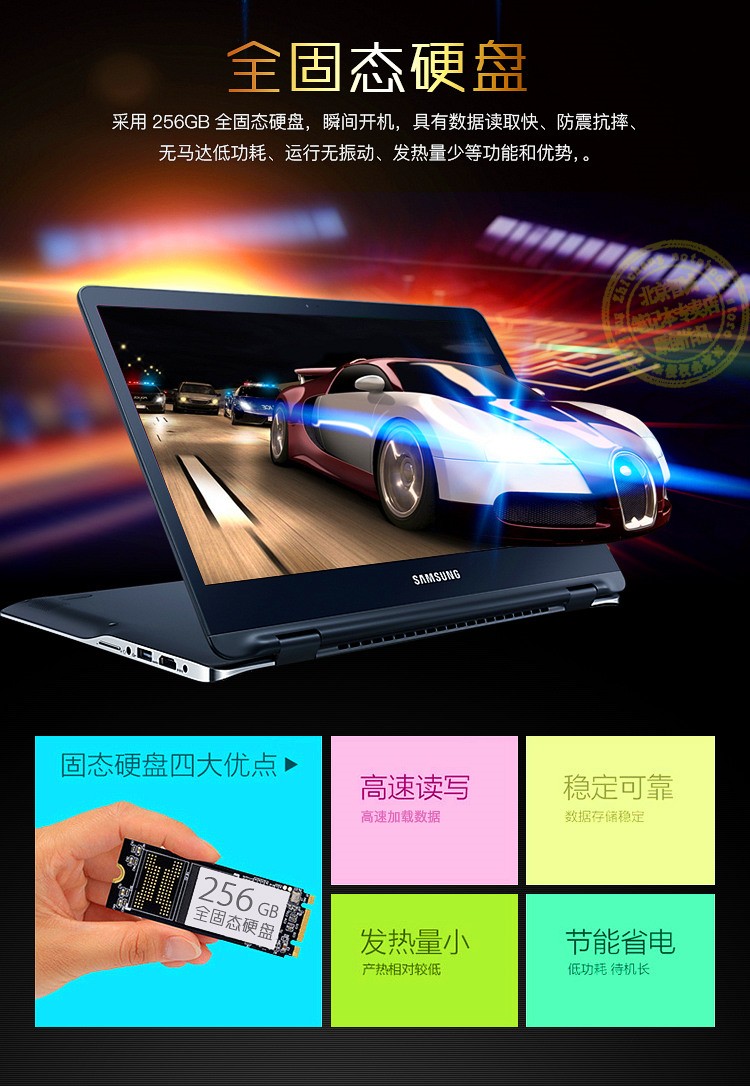 全固态硬盘
采用 256GB 全固态硬盘，瞬间开机，具有数据读取快、防震抗摔、
无马达低功耗、运行无振动、发热量少等功能和优势，。
SAMSUNG
固态硬盘四大优点
高速读写
高速加载数据
稳定可靠
数据存储稳定
256 GB
全固态硬盘
发热量小
产热相对较低
节能省电
低功耗 待机长